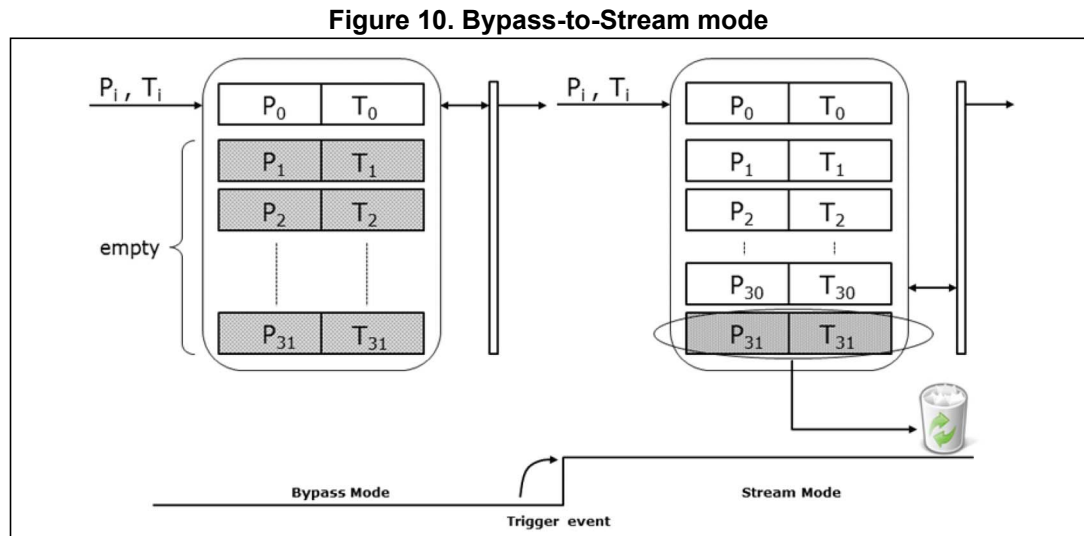 Figure 10. Bypass-to-Stream mode
Pi , Ti
P0 T0
P1 T1
P2 T2
empty
P31 T31
Pi , Ti
P0 T0
P1 T1
P2 T2
P30 T30
P31 T31
Bypass Mode
Trigger event
Stream Mode